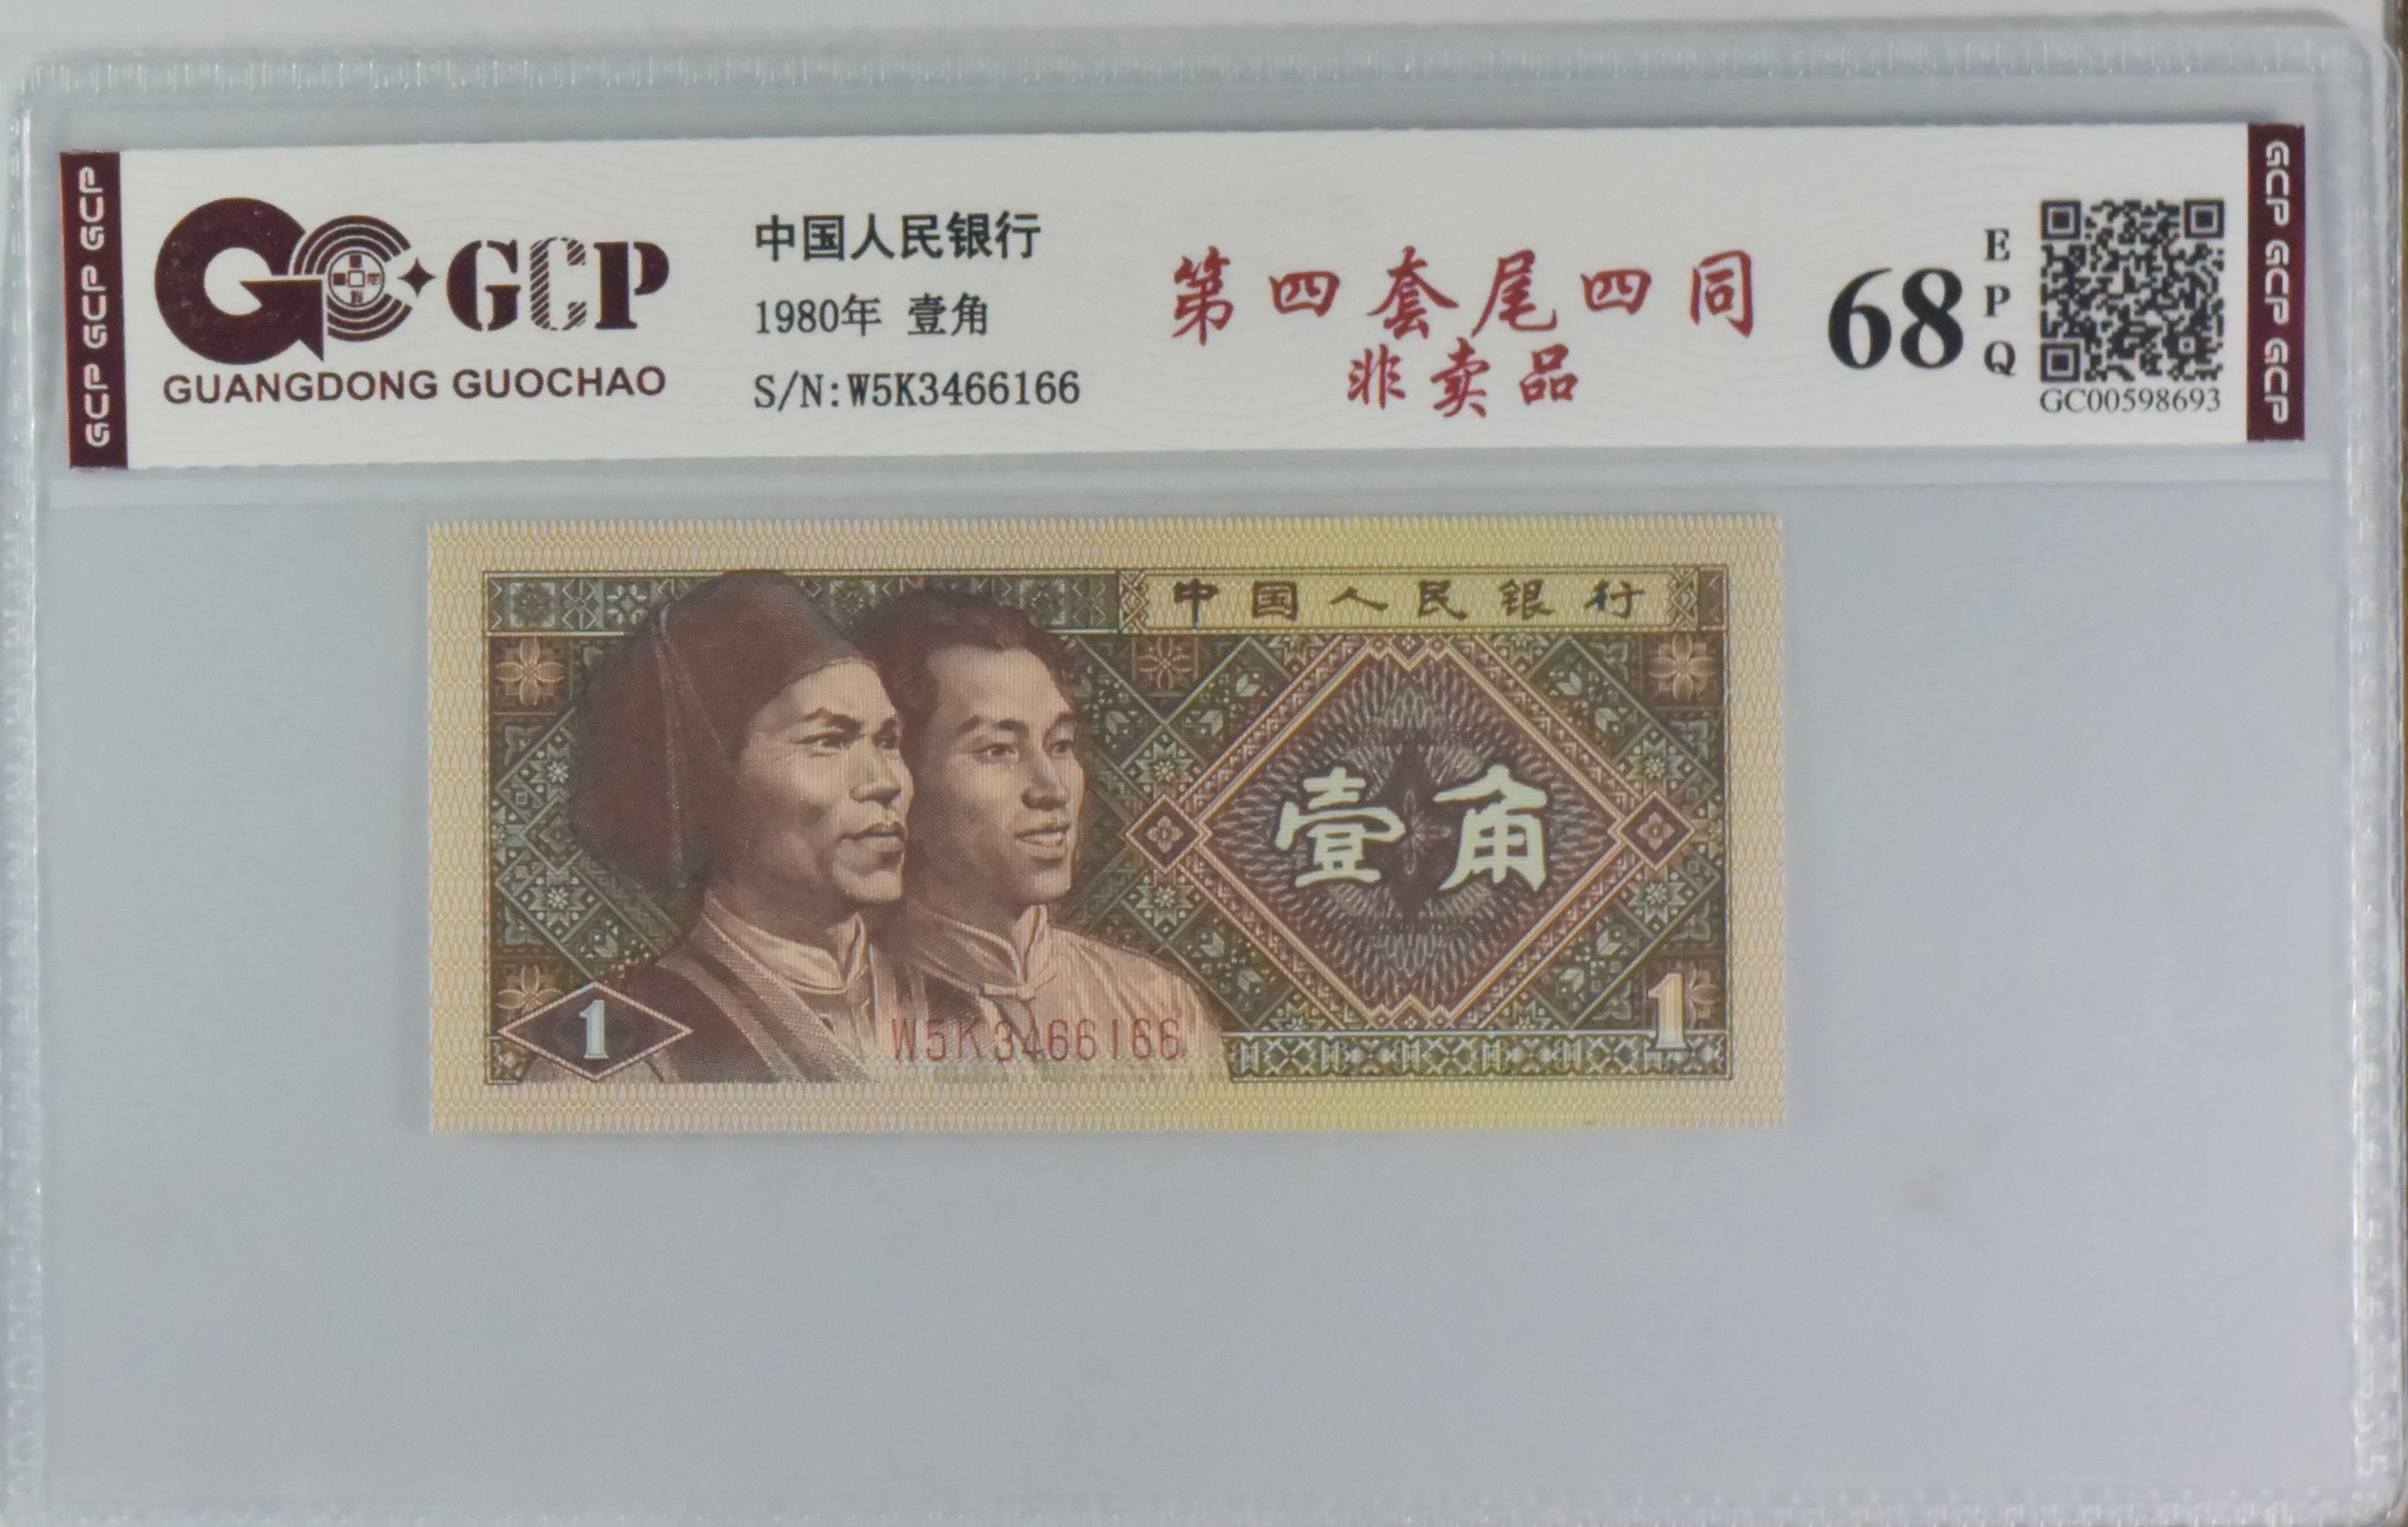 GCP GCP GCP
GCP
GUANGDONG GUOCHAO
中国人民银行
1980年 壹角
S/N:W5K3466166
第四套尾四同
非卖品
68
EPQ
GC00598693
GCP GCP GCP
中国人民银行
壹角
1
W5K3466166
1